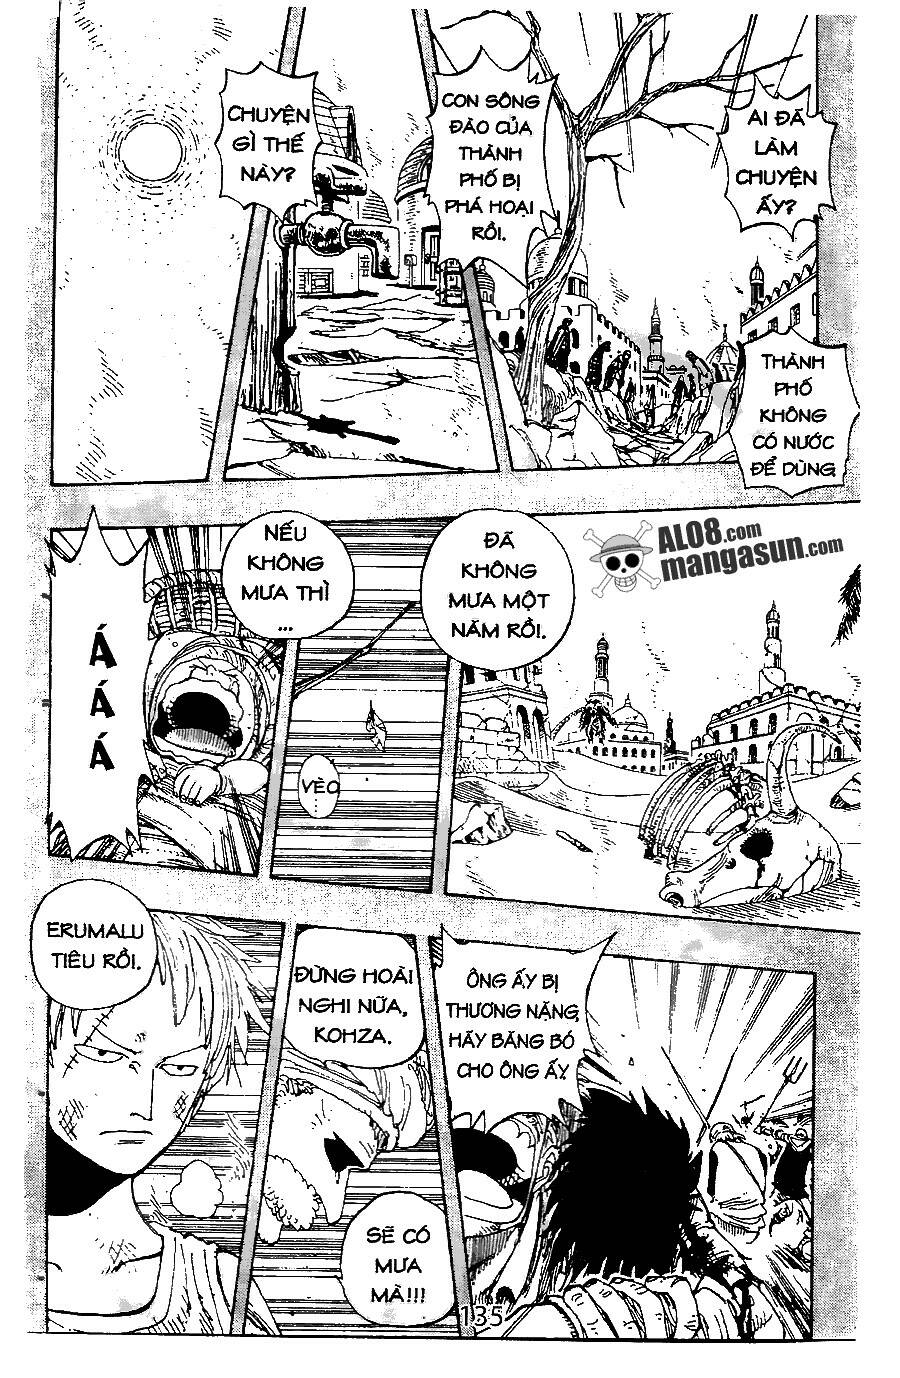 AI ĐÃ
LÀM
CHUYỆN
ẤY?
THÀNH
PHỐ
KHÔNG
CÓ NƯỚC
ĐỂ DÙNG
CON SÔNG
ĐÀO CỦA
THÀNH
PHỐ BỊ
PHÁ HOẠI
RỒI.
CHUYỆN
GÌ THẾ
NÀY?
AL08.com
mangasun.com
ĐÃ
KHÔNG
MƯA MỘT
NĂM RỒI.
NẾU
KHÔNG
MƯA THÌ
...
VÈO
Á
Á
Á
ÔNG ẤY BỊ
THƯƠNG NẶNG,
HÃY BĂNG BÓ
CHO ÔNG ẤY.
ĐỪNG HOÀI
NGHI NỮA,
KOHZA.
SẼ CÓ
MƯA
MÀ!!!
ERUMALU
TIÊU RỒI.
135